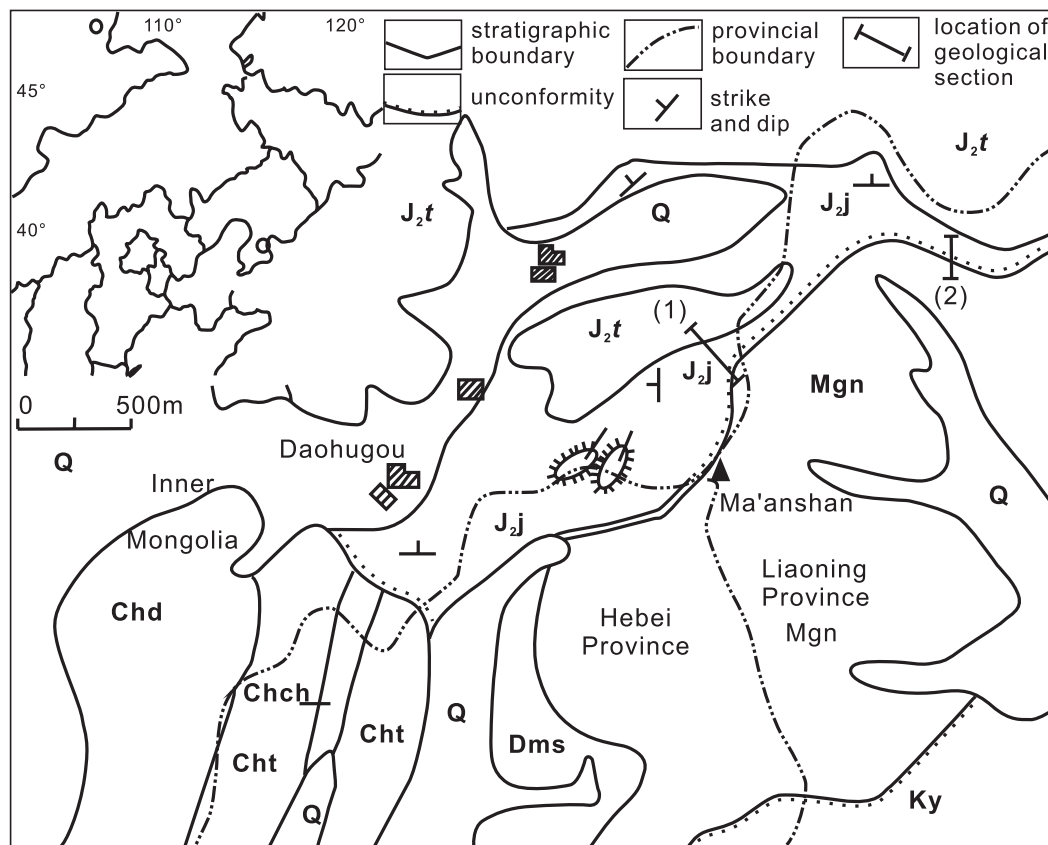 110°
120°
45°
40°
stratigraphic
boundary
unconformity
provincial
boundary
strike
and dip
location of
geological
section
J₂t
J₂t
Q
J₂j
(2)
(1)
J₂t
J₂j
Mgn
0 500m
Q
Daohugou
Inner
Mongolia
J₂j
Ma'anshan
Q
Chd
Liaoning
Province
Mgn
Hebei
Province
Chch
Cht
Cht
Q
Dms
Q
Ky